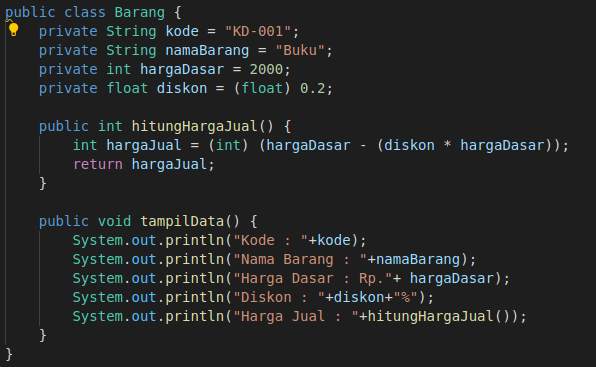 public class Barang {
    private String kode = "KD-001";
    private String namaBarang = "Buku";
    private int hargaDasar = 2000;
    private float diskon = (float) 0.2;

    public int hitungHargaJual() {
        int hargaJual = (int) (hargaDasar - (diskon * hargaDasar));
        return hargaJual;
    }

    public void tampilData() {
        System.out.println("Kode : "+kode);
        System.out.println("Nama Barang : "+namaBarang);
        System.out.println("Harga Dasar : Rp."+ hargaDasar);
        System.out.println("Diskon : "+diskon+"%");
        System.out.println("Harga Jual : "+hitungHargaJual());
    }
}